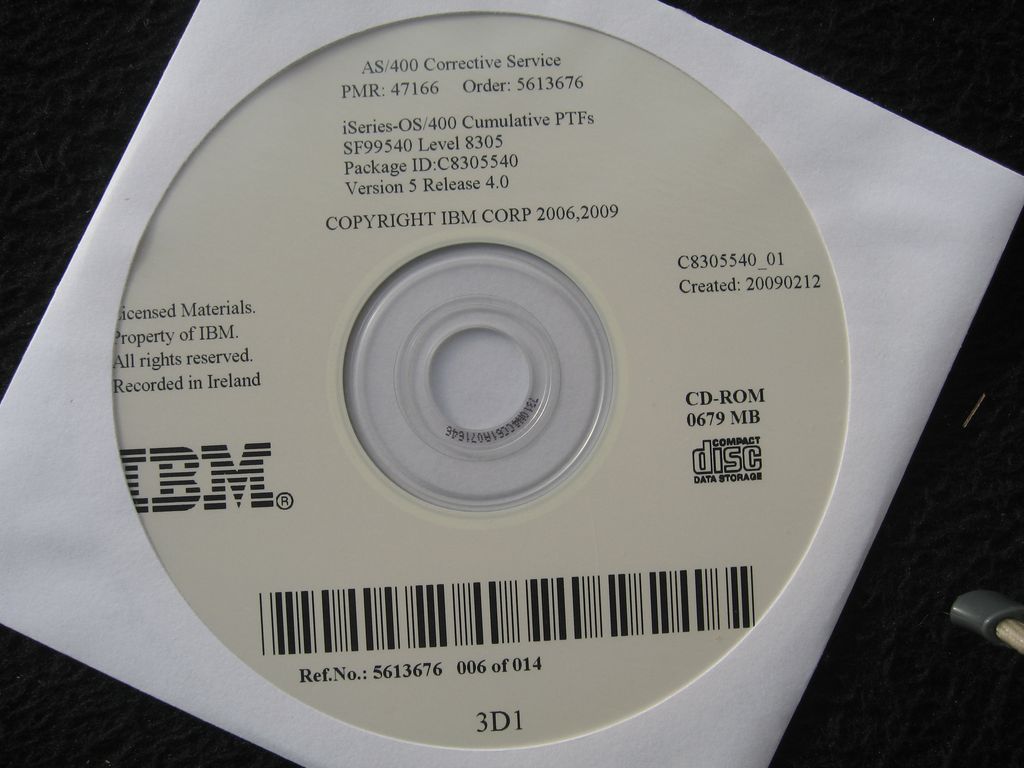 AS/400 Corrective Service
PMR: 47166 Order: 5613676
iSeries-OS/400 Cumulative PTFs
SF99540 Level 8305
Package ID:C8305540
Version 5 Release 4.0
COPYRIGHT IBM CORP 2006,2009
C8305540_01
Created: 20090212
Licensed Materials.
Property of IBM.
All rights reserved.
Recorded in Ireland
CD-ROM
0679 MB
COMPACT
disc
DATA STORAGE
IBM®
Ref.No.: 5613676 006 of 014
3D1